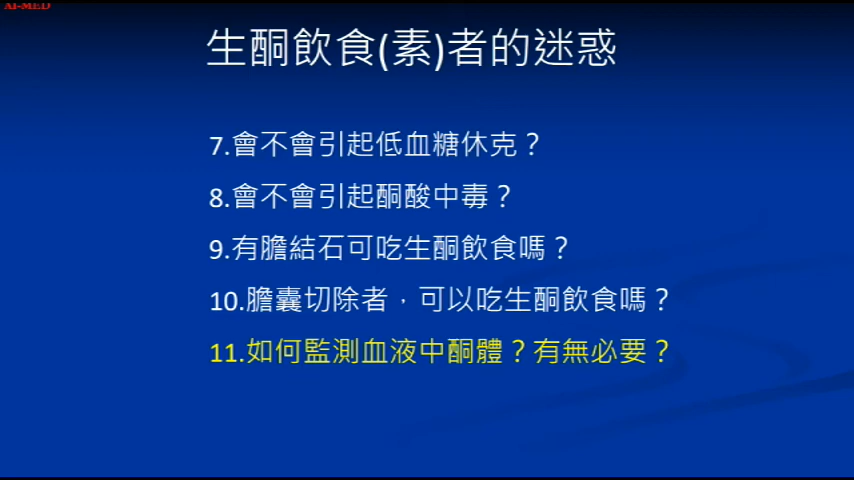 AI-MED
生酮飲食(素)者的迷惑
7.會不會引起低血糖休克？
8.會不會引起酮酸中毒？
9.有膽結石可吃生酮飲食嗎？
10.膽囊切除者，可以吃生酮飲食嗎？
11.如何監測血液中酮體？有無必要？